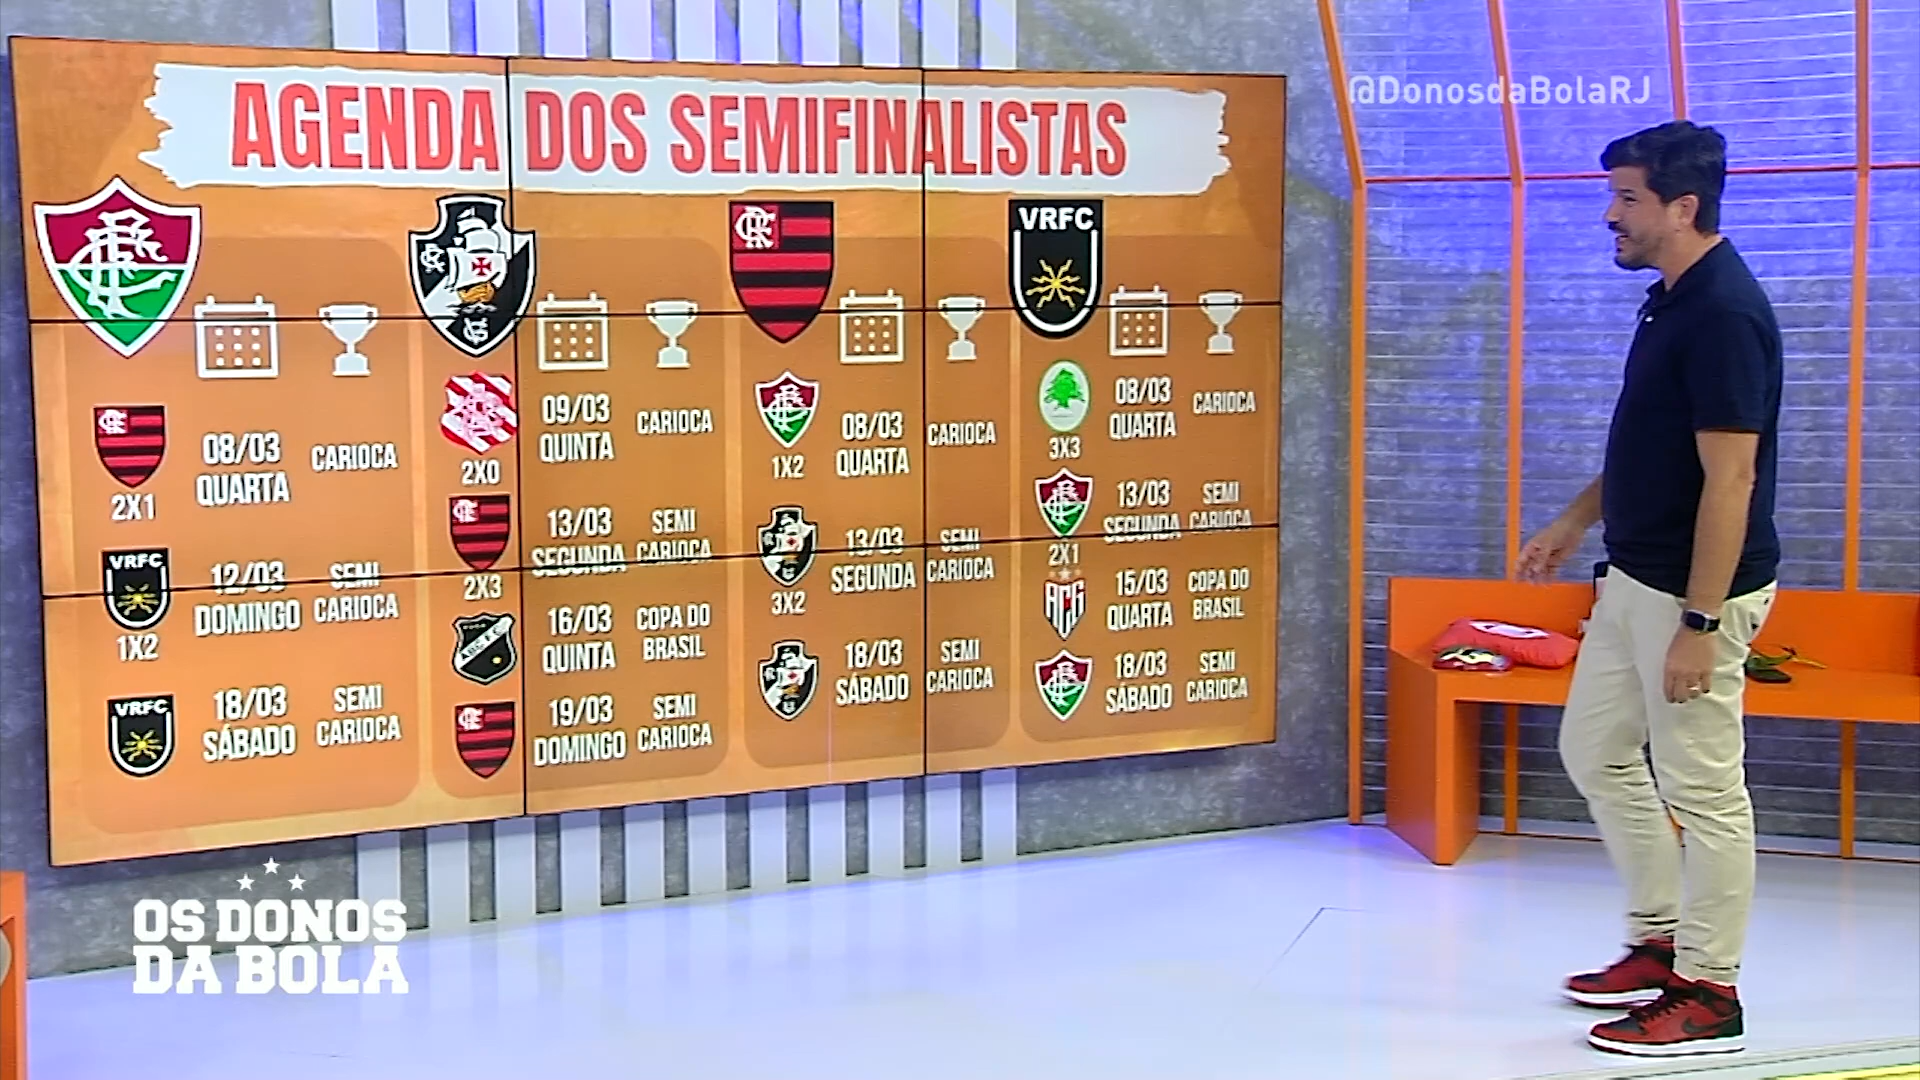 @DonosdaBolaRJ
AGENDA DOS SEMIFINALISTAS
2X1
08/03
QUARTA
CARIOCA
VRFC
1X2
12/03
DOMINGO
SEMI
CARIOCA
VRFC
18/03
SÁBADO
SEMI
CARIOCA
2X0
09/03
QUINTA
CARIOCA
2X3
13/03
SEGUNDA
SEMI
CARIOCA
16/03
QUINTA
COPA DO
BRASIL
19/03
DOMINGO
SEMI
CARIOCA
1X2
08/03
QUARTA
CARIOCA
3X2
13/03
SEGUNDA
SEMI
CARIOCA
18/03
SÁBADO
SEMI
CARIOCA
VRFC
3X3
08/03
QUARTA
CARIOCA
2X1
13/03
SEGUNDA
SEMI
CARIOCA
ACG
15/03
QUARTA
COPA DO
BRASIL
18/03
SÁBADO
SEMI
CARIOCA
OS DONOS
DA BOLA